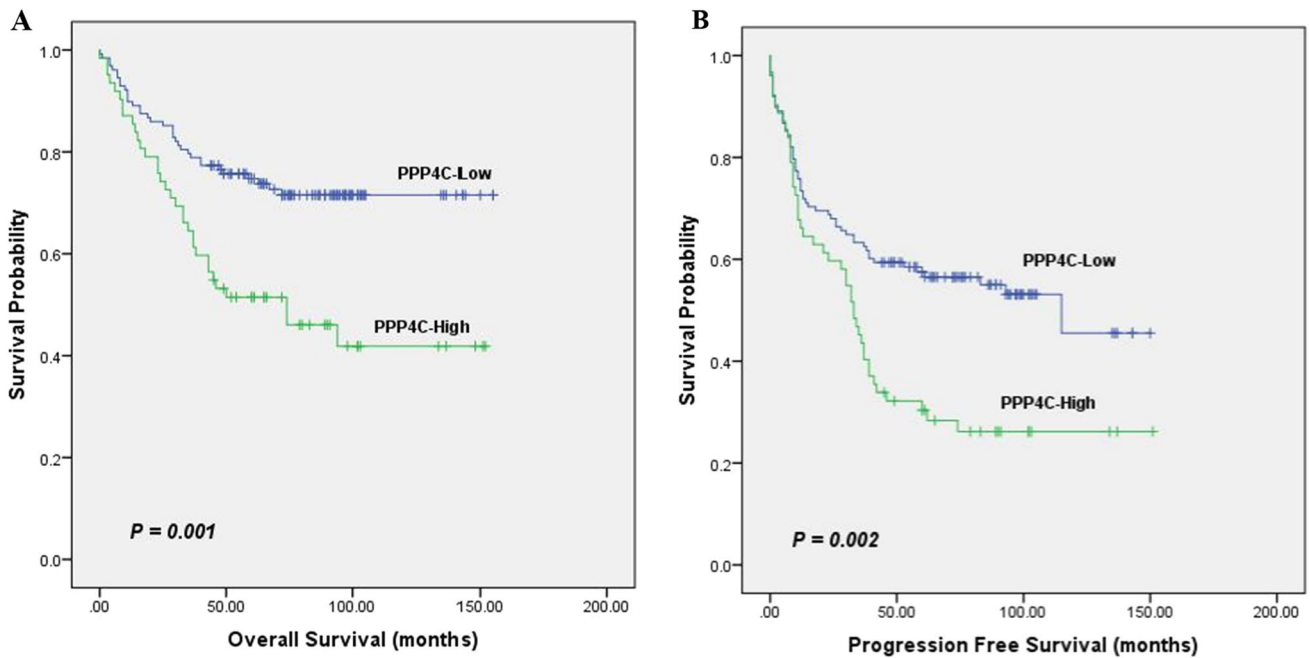 A
Survival Probability
1.0
0.8
0.6
0.4
0.2
0.0
PPP4C-Low
PPP4C-High
P = 0.001
.00 50.00 100.00 150.00 200.00
Overall Survival (months)
B
Survival Probability
1.0
0.8
0.6
0.4
0.2
0.0
PPP4C-Low
PPP4C-High
P = 0.002
.00 50.00 100.00 150.00 200.00
Progression Free Survival (months)